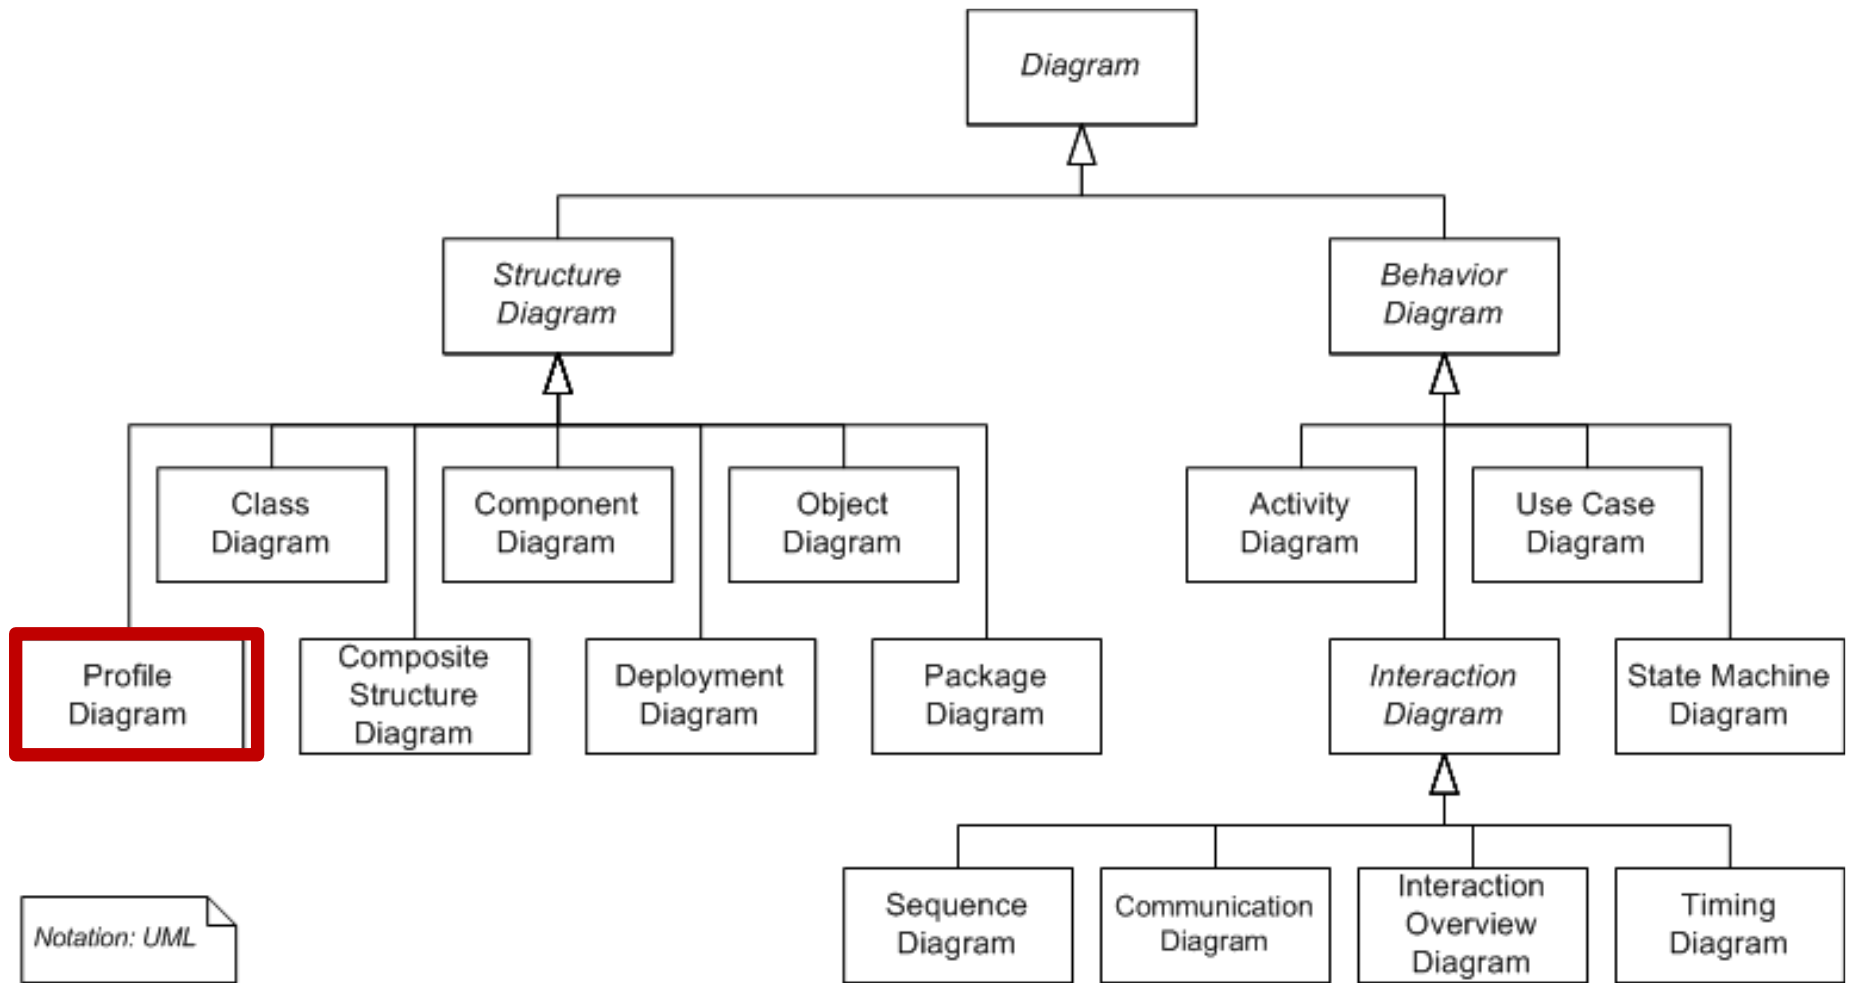 Diagram
Structure
Diagram
Behavior
Diagram
Class
Diagram
Component
Diagram
Object
Diagram
Activity
Diagram
Use Case
Diagram
Profile
Diagram
Composite
Structure
Diagram
Deployment
Diagram
Package
Diagram
Interaction
Diagram
State Machine
Diagram
Sequence
Diagram
Communication
Diagram
Interaction
Overview
Diagram
Timing
Diagram
Notation: UML